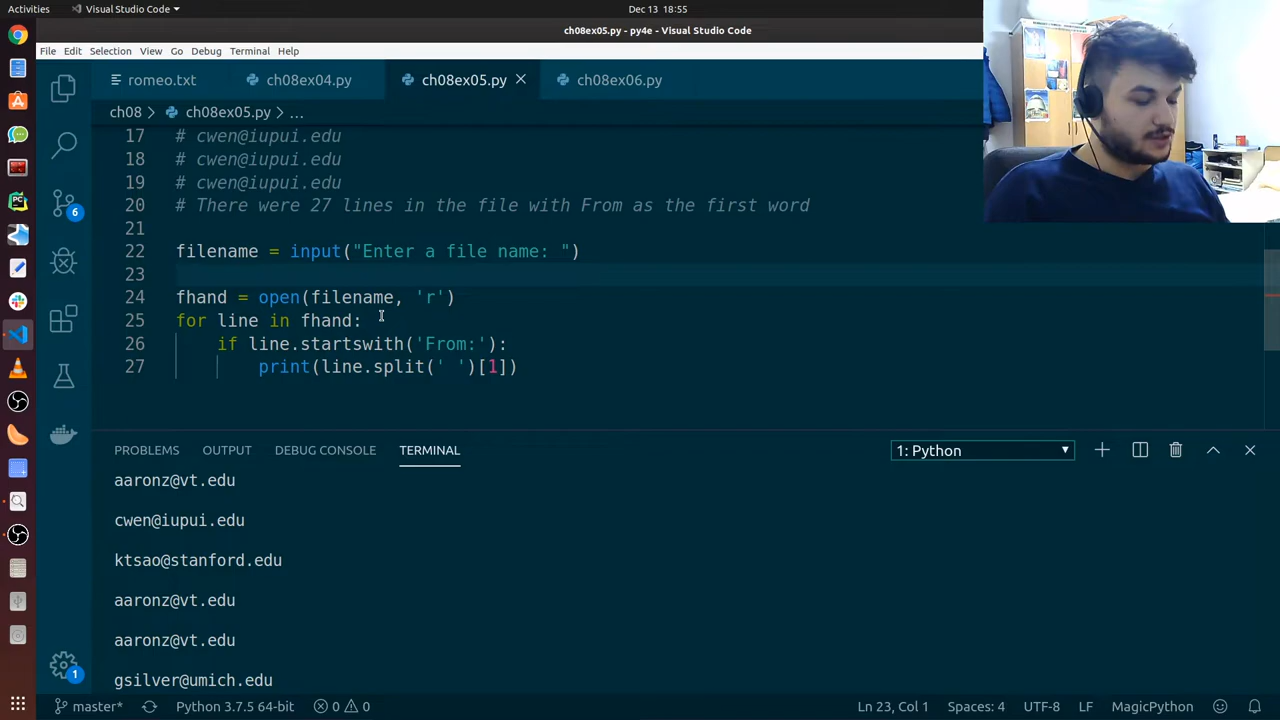 Activities
Visual Studio Code
Dec 13 18:55
ch08ex05.py - py4e - Visual Studio Code
File Edit Selection View Go Debug Terminal Help
romeo.txt
ch08ex04.py
ch08ex05.py
ch08ex06.py
ch08 > ch08ex05.py > ...
17 # cwen@iupui.edu
18 # cwen@iupui.edu
19 # cwen@iupui.edu
20 # There were 27 lines in the file with From as the first word
21
22 filename = input("Enter a file name: ")
23
24 fhand = open(filename, 'r')
25 for line in fhand:
26     if line.startswith('From:'):
27         print(line.split(' ')[1])
6
1
PROBLEMS OUTPUT DEBUG CONSOLE TERMINAL
1: Python
aaronz@vt.edu
cwen@iupui.edu
ktsao@stanford.edu
aaronz@vt.edu
aaronz@vt.edu
gsilver@umich.edu
master* Python 3.7.5 64-bit 0 0 Ln 23, Col 1 Spaces: 4 UTF-8 LF MagicPython